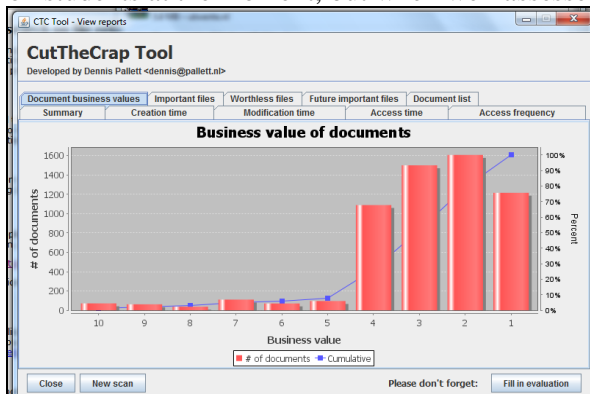 CTC Tool - View reports
CutTheCrap Tool
Developed by Dennis Pallett <dennis@pallett.nl>
Document business values Important files Worthless files Future important files Document list
Summary Creation time Modification time Access time Access frequency
Business value of documents
# of documents
1600
1400
1200
1000
800
600
400
200
0
100%
90%
80%
70%
60%
50%
40%
30%
20%
10%
0%
Percent
10 9 8 7 6 5 4 3 2 1
Business value
# of documents Cumulative
Close New scan Please don't forget: Fill in evaluation